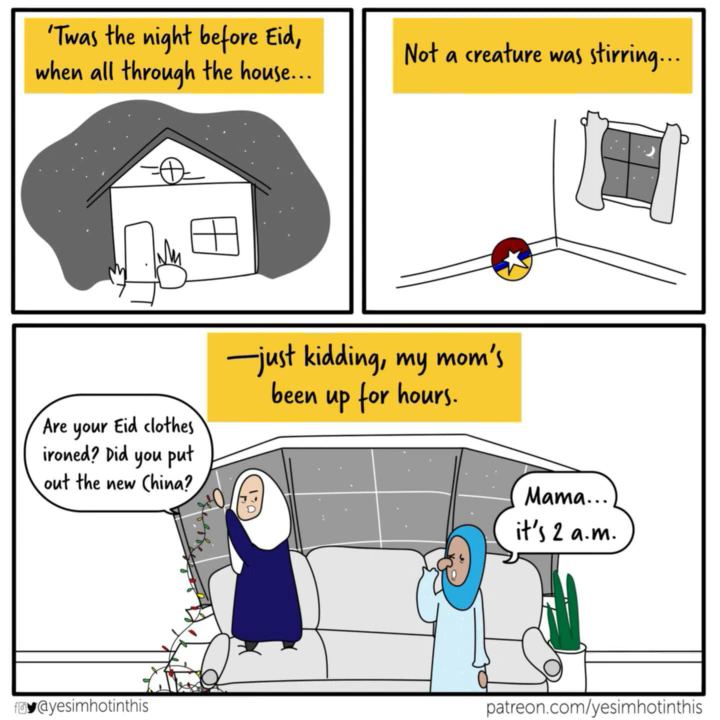 'Twas the night before Eid,
when all through the house...
Not a creature was stirring...
—just kidding, my mom's
been up for hours.
Are your Eid clothes
ironed? Did you put
out the new China?
Mama...
it's 2 a.m.
@yesimhotinthis
patreon.com/yesimhotinthis